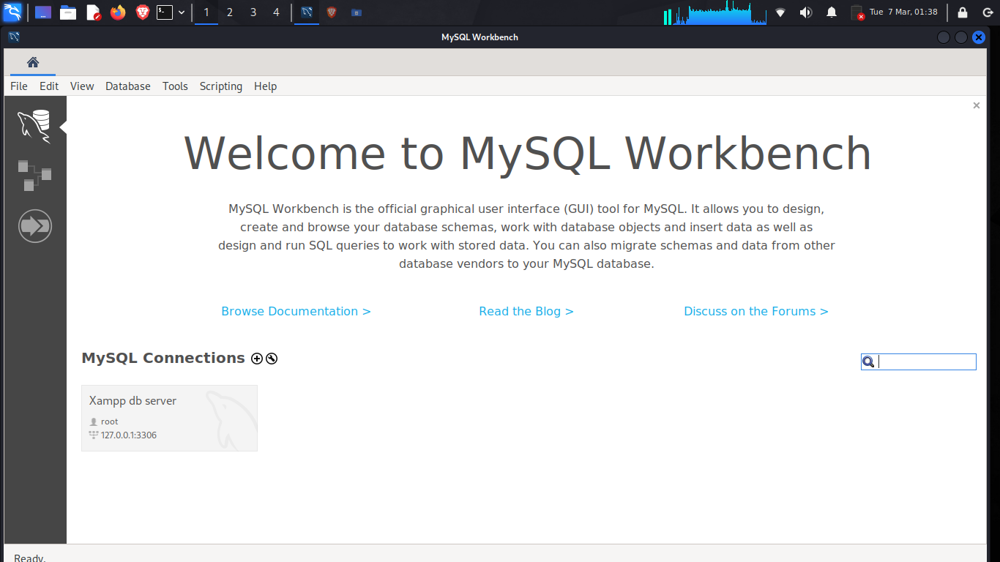 1 2 3 4 Tue 7 Mar, 01:38
MySQL Workbench
File Edit View Database Tools Scripting Help
Welcome to MySQL Workbench
MySQL Workbench is the official graphical user interface (GUI) tool for MySQL. It allows you to design,
create and browse your database schemas, work with database objects and insert data as well as
design and run SQL queries to work with stored data. You can also migrate schemas and data from other
database vendors to your MySQL database.
Browse Documentation > Read the Blog > Discuss on the Forums >
MySQL Connections
Xampp db server
root
127.0.0.1:3306
Ready.